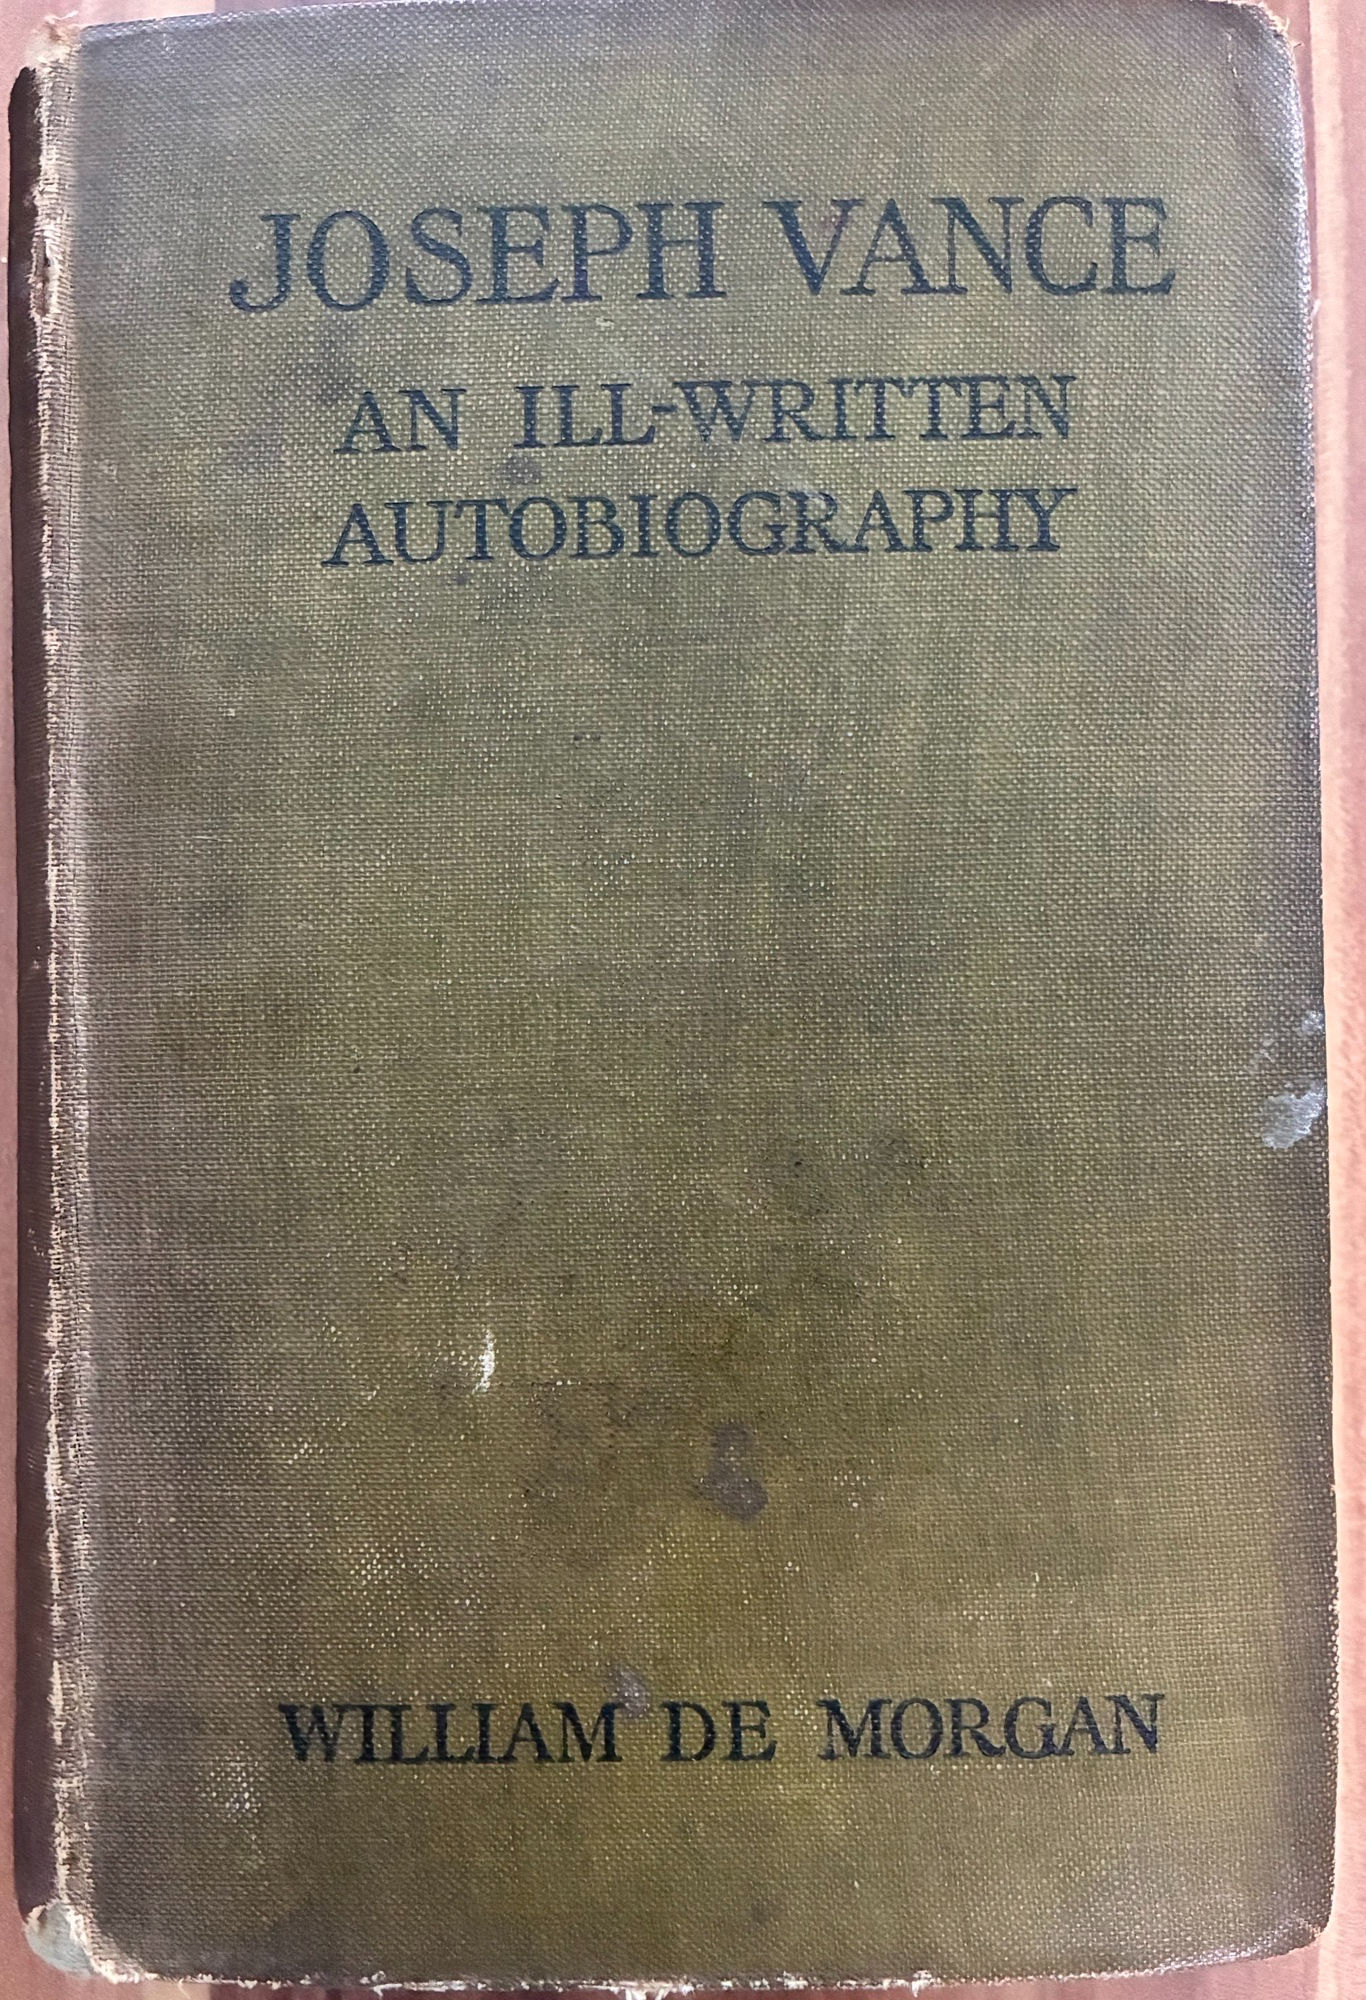 JOSEPH VANCE
AN ILL-WRITTEN
AUTOBIOGRAPHY
WILLIAM DE MORGAN